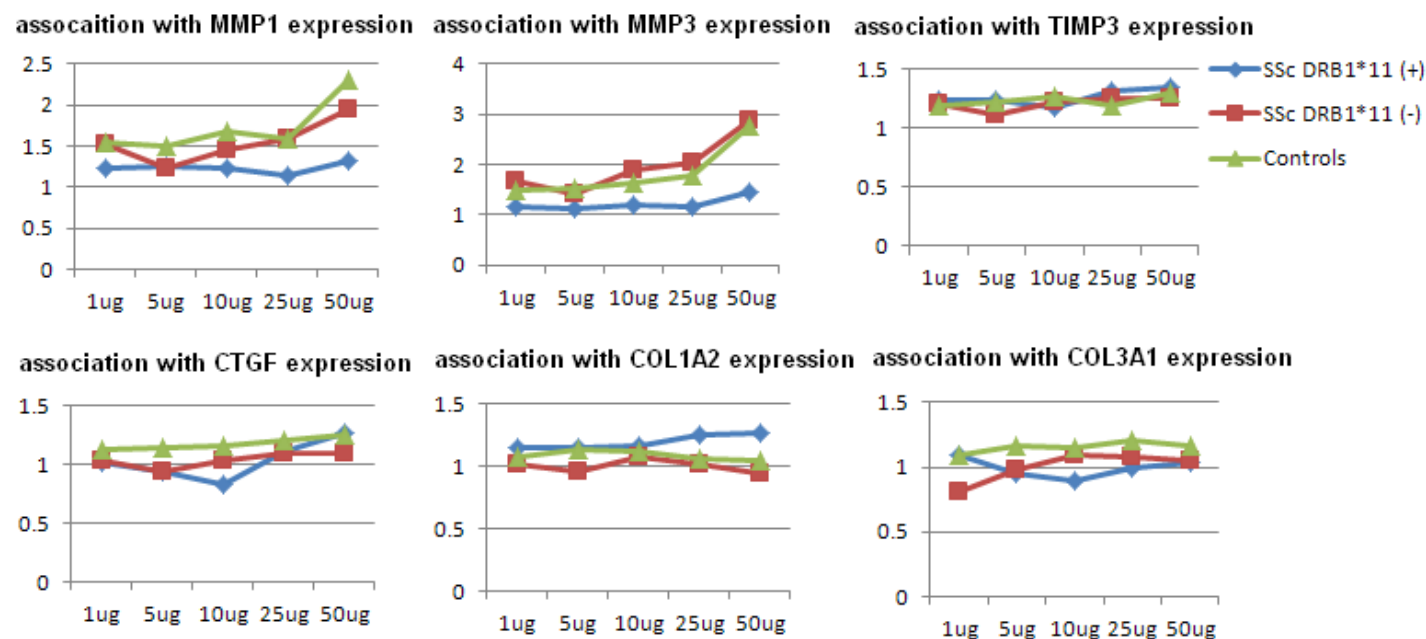 assocaition with MMP1 expression
2.5
2
1.5
1
0.5
0
1ug 5ug 10ug 25ug 50ug
association with MMP3 expression
4
3
2
1
0
1ug 5ug 10ug 25ug 50ug
association with TIMP3 expression
1.5
1
0.5
0
1ug 5ug 10ug 25ug 50ug
SSc DRB1*11 (+)
SSc DRB1*11 (-)
Controls
association with CTGF expression
1.5
1
0.5
0
1ug 5ug 10ug 25ug 50ug
association with COL1A2 expression
1.5
1
0.5
0
1ug 5ug 10ug 25ug 50ug
association with COL3A1 expression
1.5
1
0.5
0
1ug 5ug 10ug 25ug 50ug